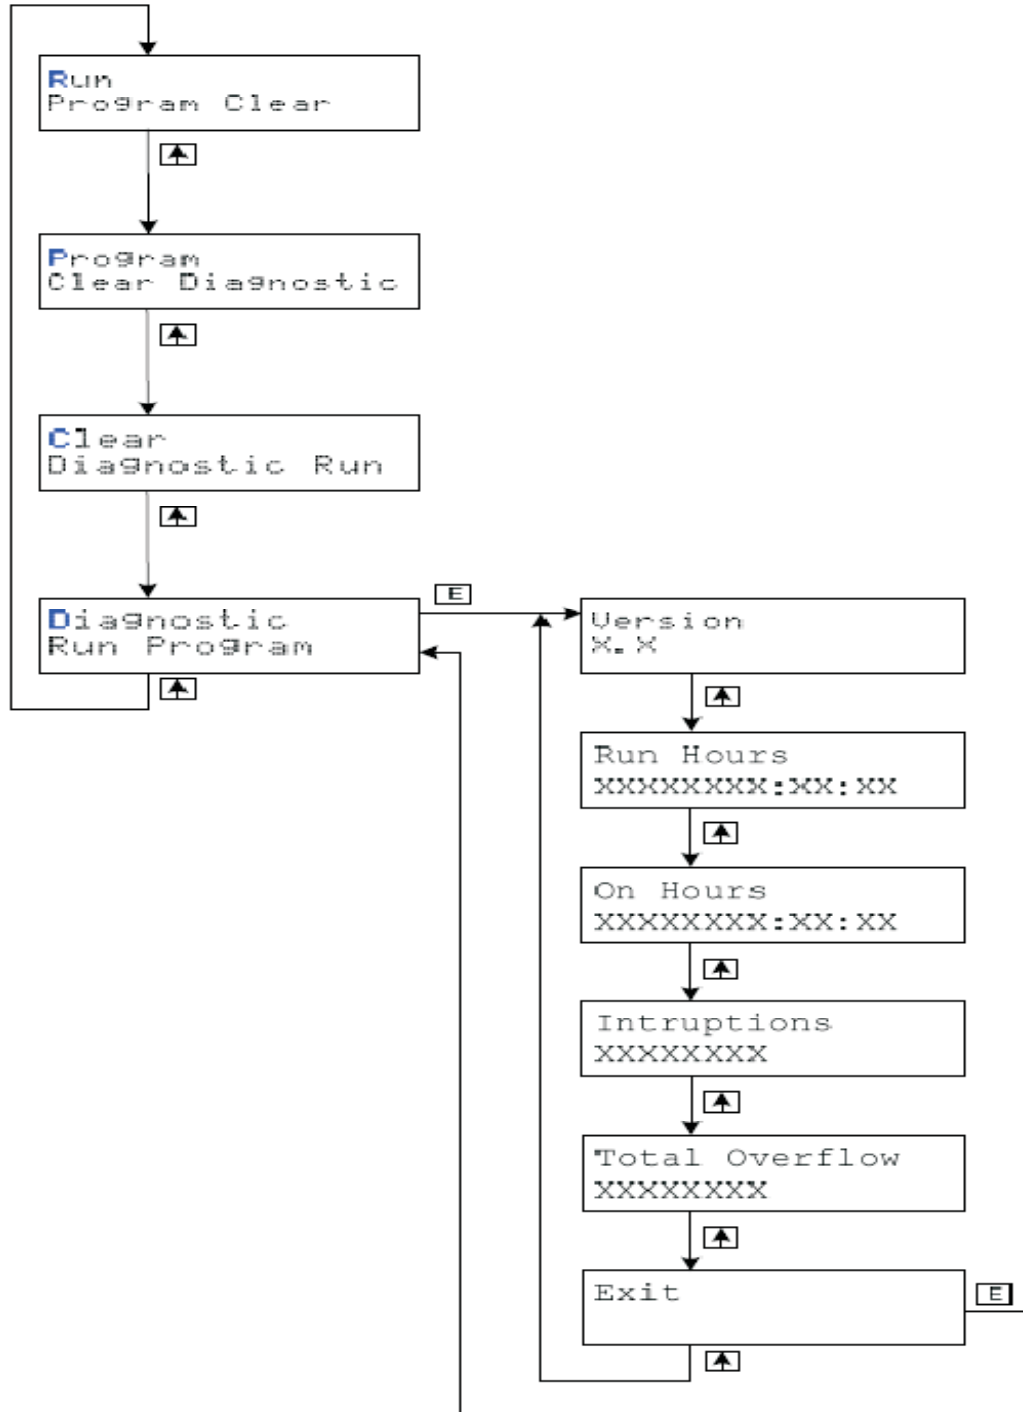 Run
Program Clear
Program
Clear Diagnostic
Clear
Diagnostic Run
Diagnostic
Run Program
E
Version
X.X
Run Hours
XXXXXXXX:XX:XX
On Hours
XXXXXXXX:XX:XX
Intruptions
XXXXXXXX
Total Overflow
XXXXXXXX
Exit
E